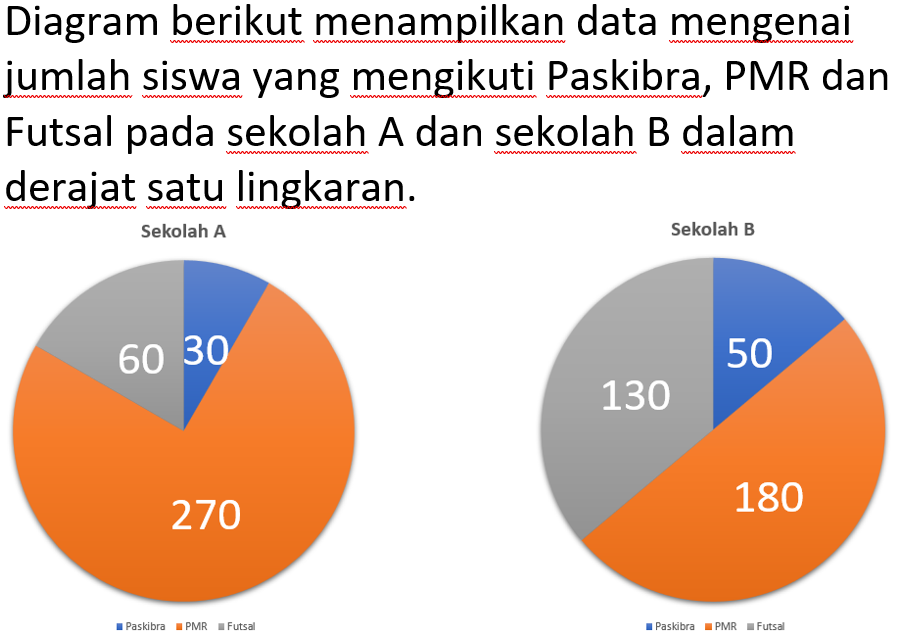 Diagram berikut menampilkan data mengenai
jumlah siswa yang mengikuti Paskibra, PMR dan
Futsal pada sekolah A dan sekolah B dalam
derajat satu lingkaran.
Sekolah A
60 30
270
Paskibra PMR Futsal
Sekolah B
50
130
180
Paskibra PMR Futsal